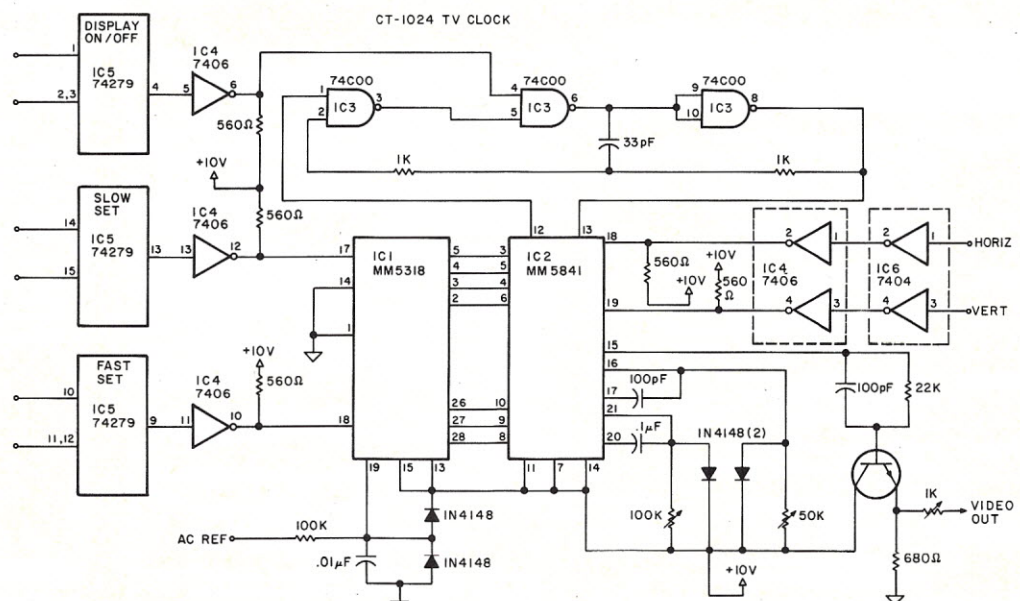 CT-1024 TV CLOCK
DISPLAY
ON/OFF
IC5
74279
1
2,3
4
5
IC4
7406
6
560Ω
+10V
560Ω
74C00
IC3
1
2
3
74C00
IC3
4
5
6
74C00
IC3
9
10
8
33pF
1K
1K
SLOW
SET
IC5
74279
14
15
13
13
IC4
7406
12
FAST
SET
IC5
74279
10
11,12
9
11
IC4
7406
10
+10V
560Ω
IC1
MM5318
17
14
1
18
5
4
3
2
26
27
28
19
15
13
IC2
MM5841
3
5
4
6
10
9
8
12
13
18
19
15
16
17
21
20
11
7
14
560Ω
+10V
+10V
560
Ω
2
1
IC4
7406
4
3
2
1
IC6
7404
4
3
HORIZ
VERT
100pF
.1µF
1N4148(2)
100K
50K
+10V
100pF
22K
1K
VIDEO
OUT
680Ω
AC REF
100K
.01µF
1N4148
1N4148